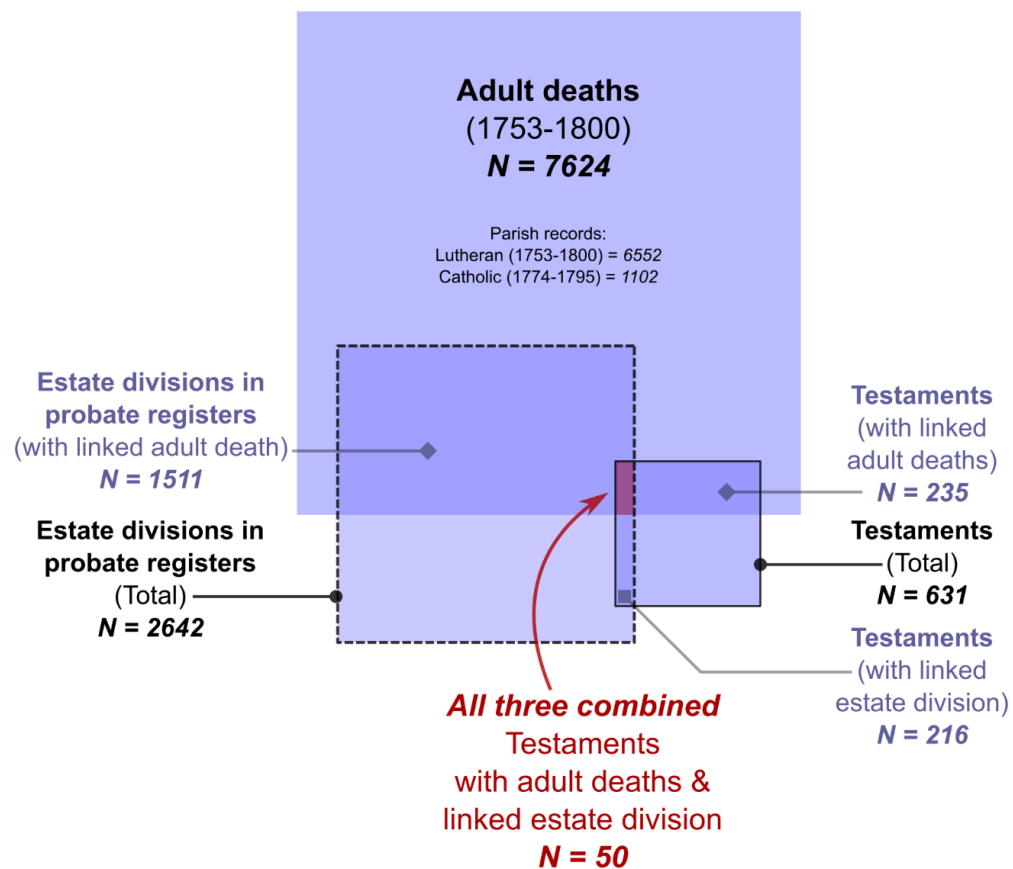 Adult deaths
(1753-1800)
N = 7624
Parish records:
Lutheran (1753-1800) = 6552
Catholic (1774-1795) = 1102
Estate divisions in
probate registers
(with linked adult death)
N = 1511
Estate divisions in
probate registers
(Total)
N = 2642
Testaments
(with linked
adult deaths)
N = 235
Testaments
(Total)
N = 631
Testaments
(with linked
estate division)
N = 216
All three combined
Testaments
with adult deaths &
linked estate division
N = 50